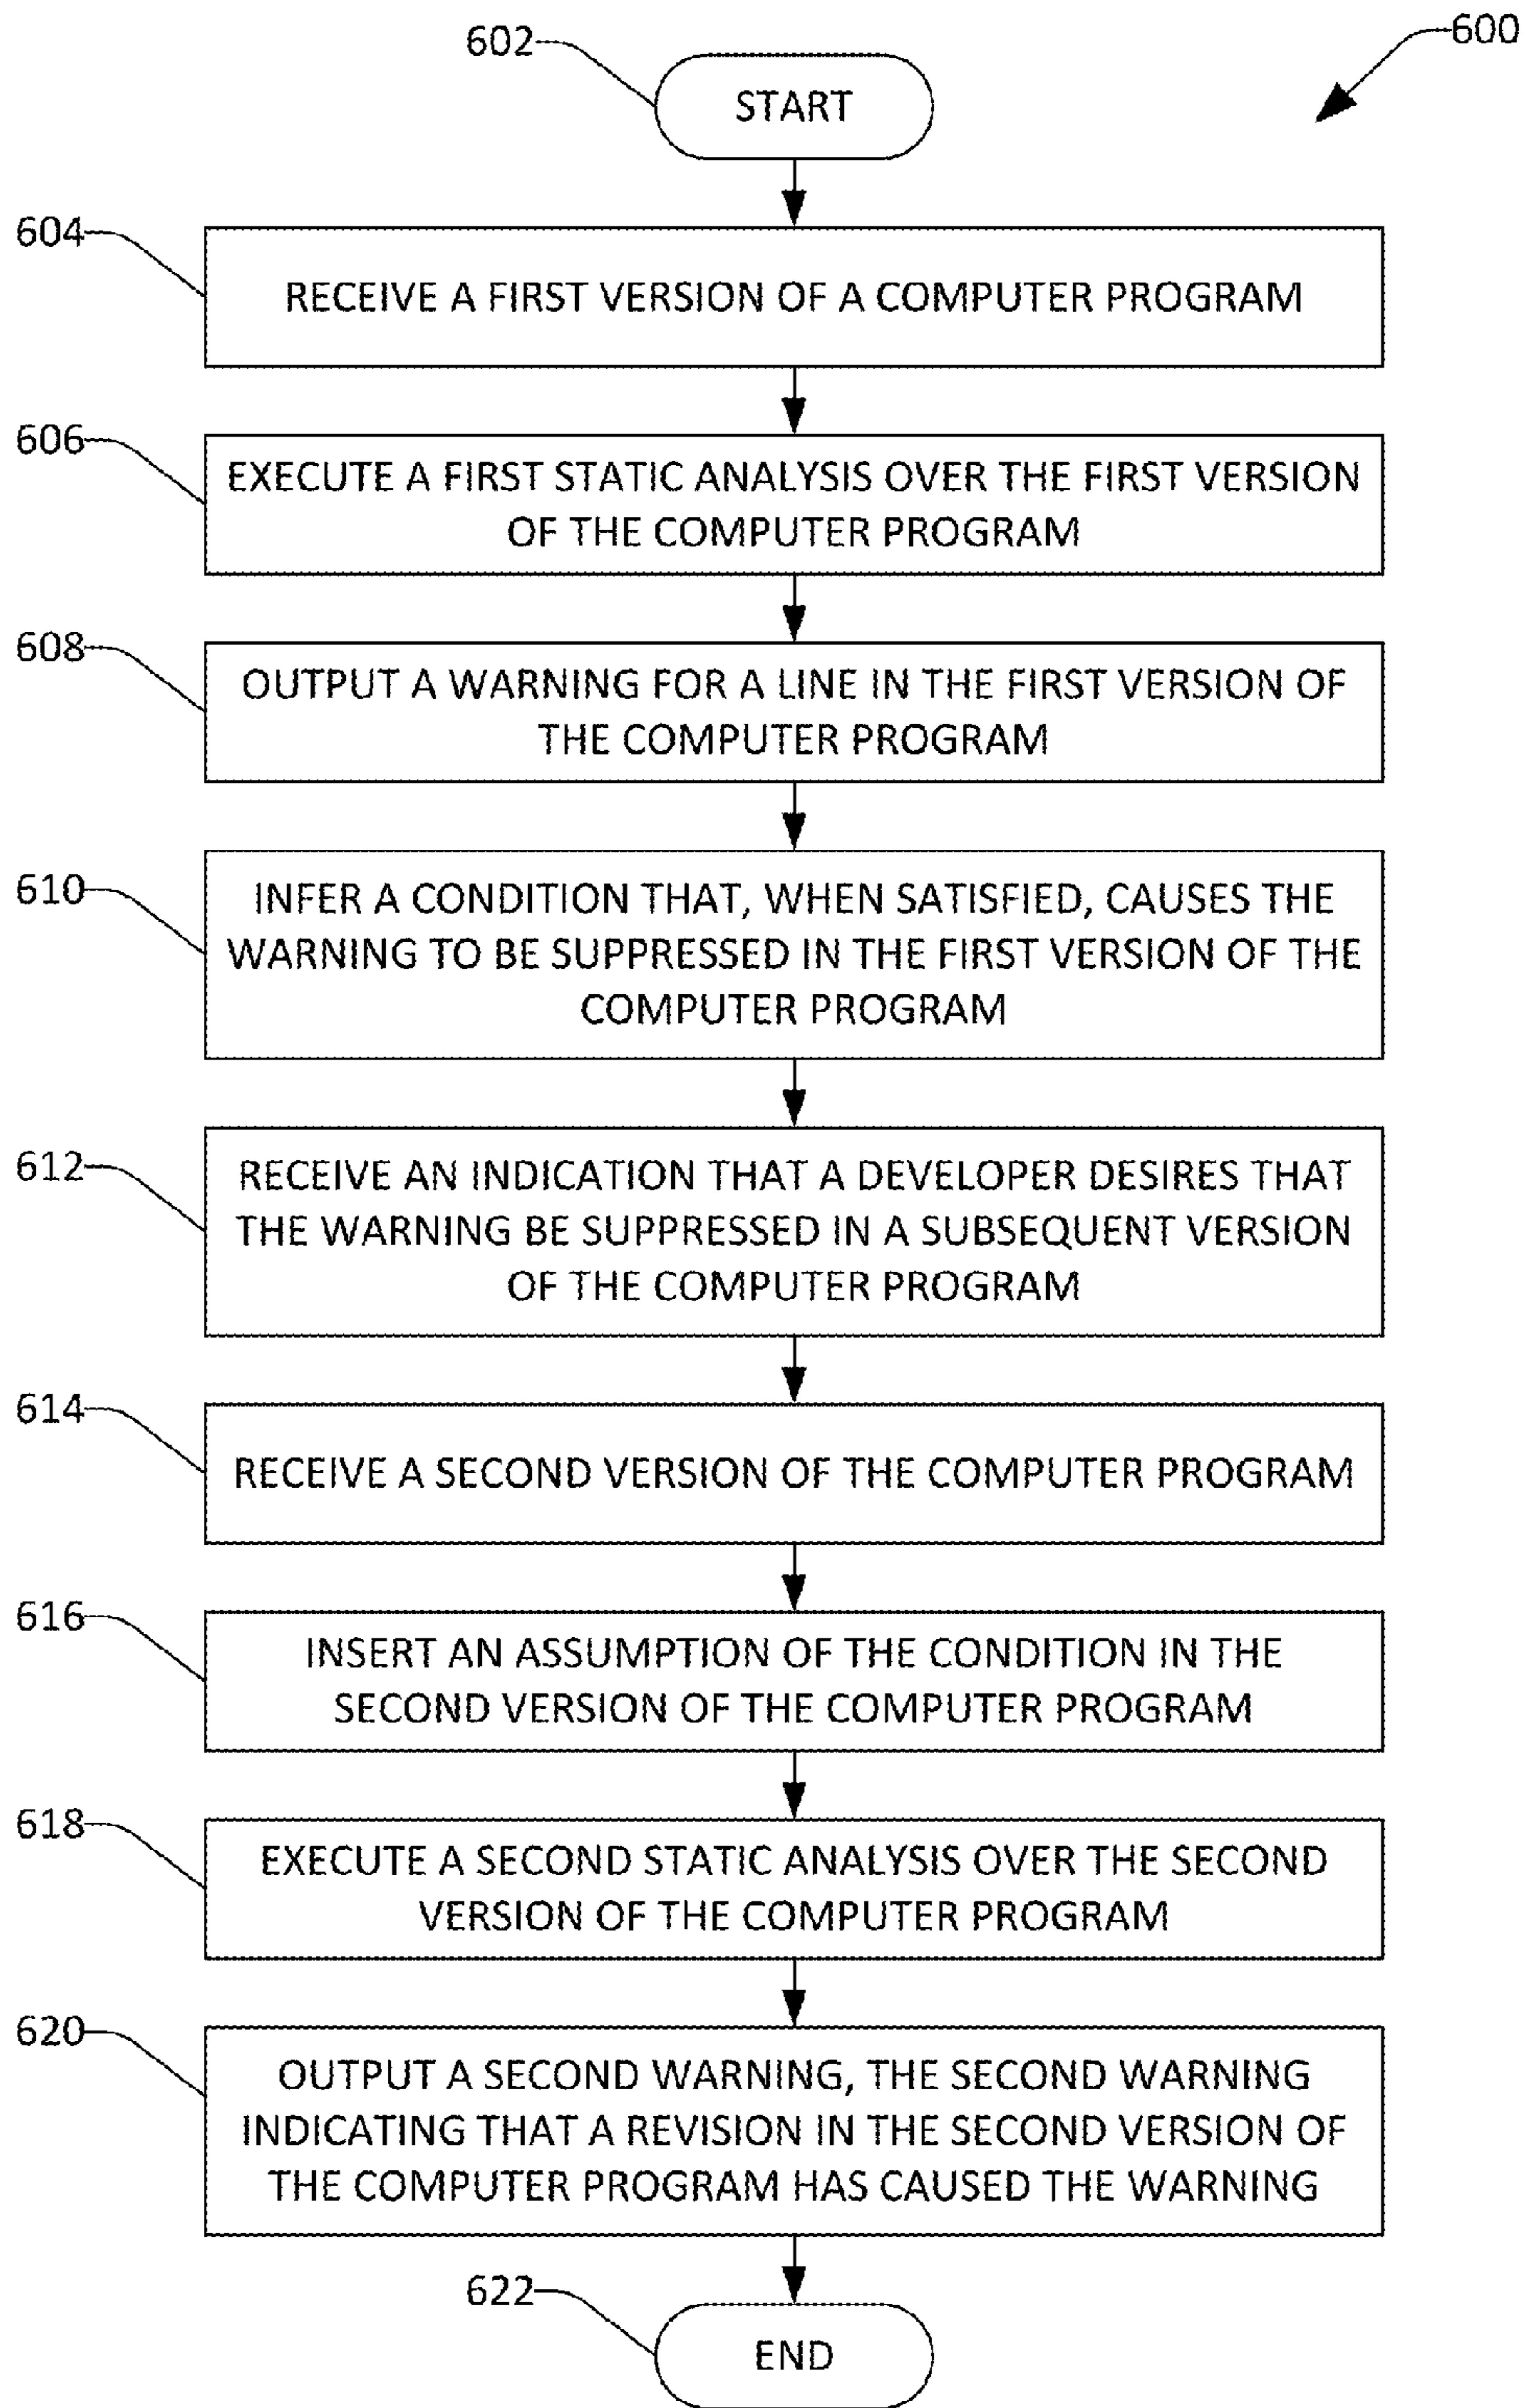 602
600
START
604
RECEIVE A FIRST VERSION OF A COMPUTER PROGRAM
606
EXECUTE A FIRST STATIC ANALYSIS OVER THE FIRST VERSION
OF THE COMPUTER PROGRAM
608
OUTPUT A WARNING FOR A LINE IN THE FIRST VERSION OF
THE COMPUTER PROGRAM
610
INFER A CONDITION THAT, WHEN SATISFIED, CAUSES THE
WARNING TO BE SUPPRESSED IN THE FIRST VERSION OF THE
COMPUTER PROGRAM
612
RECEIVE AN INDICATION THAT A DEVELOPER DESIRES THAT
THE WARNING BE SUPPRESSED IN A SUBSEQUENT VERSION
OF THE COMPUTER PROGRAM
614
RECEIVE A SECOND VERSION OF THE COMPUTER PROGRAM
616
INSERT AN ASSUMPTION OF THE CONDITION IN THE
SECOND VERSION OF THE COMPUTER PROGRAM
618
EXECUTE A SECOND STATIC ANALYSIS OVER THE SECOND
VERSION OF THE COMPUTER PROGRAM
620
OUTPUT A SECOND WARNING, THE SECOND WARNING
INDICATING THAT A REVISION IN THE SECOND VERSION OF
THE COMPUTER PROGRAM HAS CAUSED THE WARNING
622
END